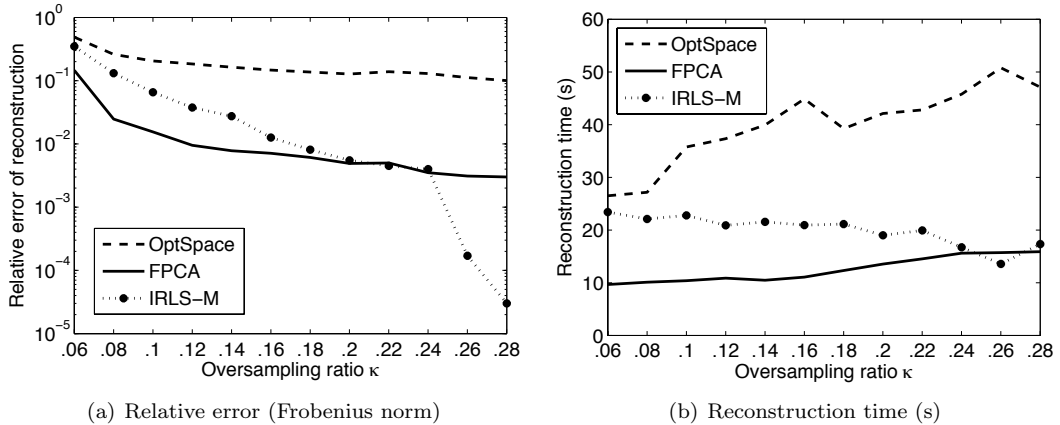 10^0
10^-1
10^-2
10^-3
10^-4
10^-5
Relative error of reconstruction
OptSpace
FPCA
IRLS-M
.06 .08 .1 .12 .14 .16 .18 .2 .22 .24 .26 .28
Oversampling ratio κ
(a) Relative error (Frobenius norm)
60
50
40
30
20
10
0
Reconstruction time (s)
OptSpace
FPCA
IRLS-M
.06 .08 .1 .12 .14 .16 .18 .2 .22 .24 .26 .28
Oversampling ratio κ
(b) Reconstruction time (s)